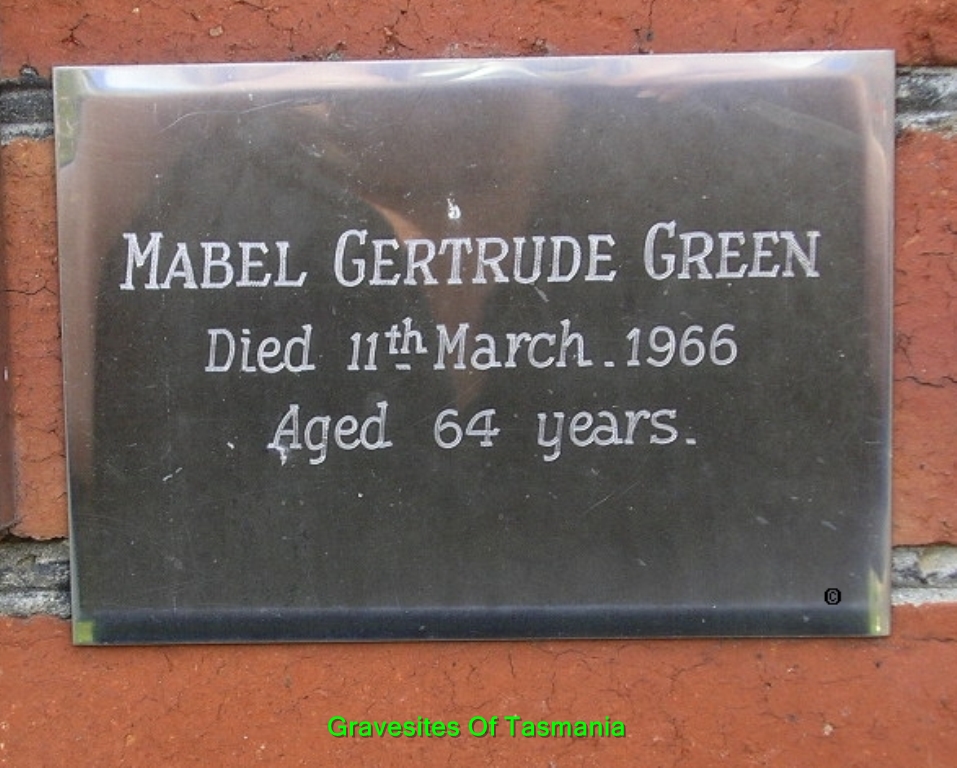 MABEL GERTRUDE GREEN
Died 11th March. 1966
Aged 64 years.
©
Gravesites Of Tasmania